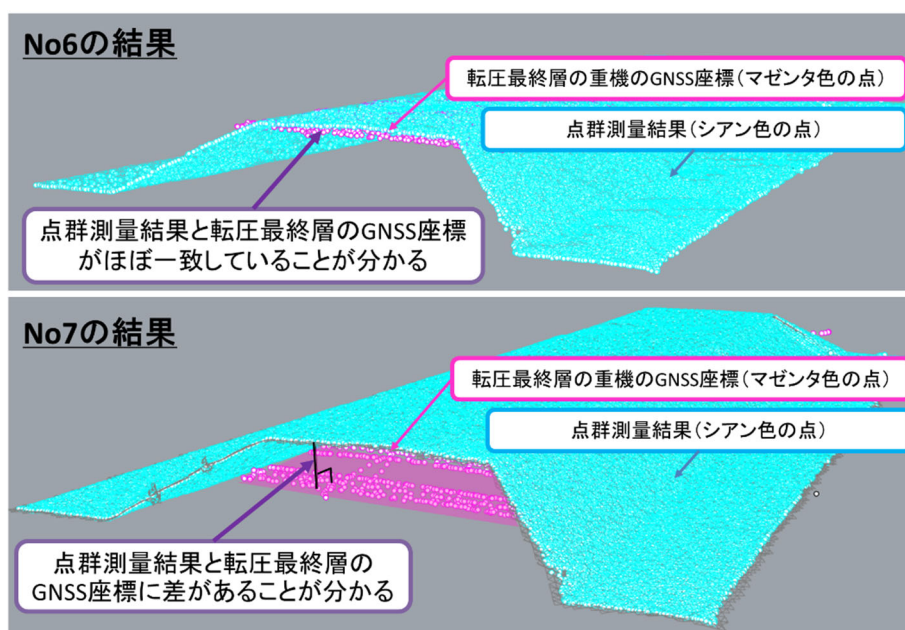 No6の結果
転圧最終層の重機のGNSS座標(マゼンタ色の点)
点群測量結果(シアン色の点)
点群測量結果と転圧最終層のGNSS座標
がほぼ一致していることが分かる
No7の結果
転圧最終層の重機のGNSS座標(マゼンタ色の点)
点群測量結果(シアン色の点)
点群測量結果と転圧最終層の
GNSS座標に差があることが分かる